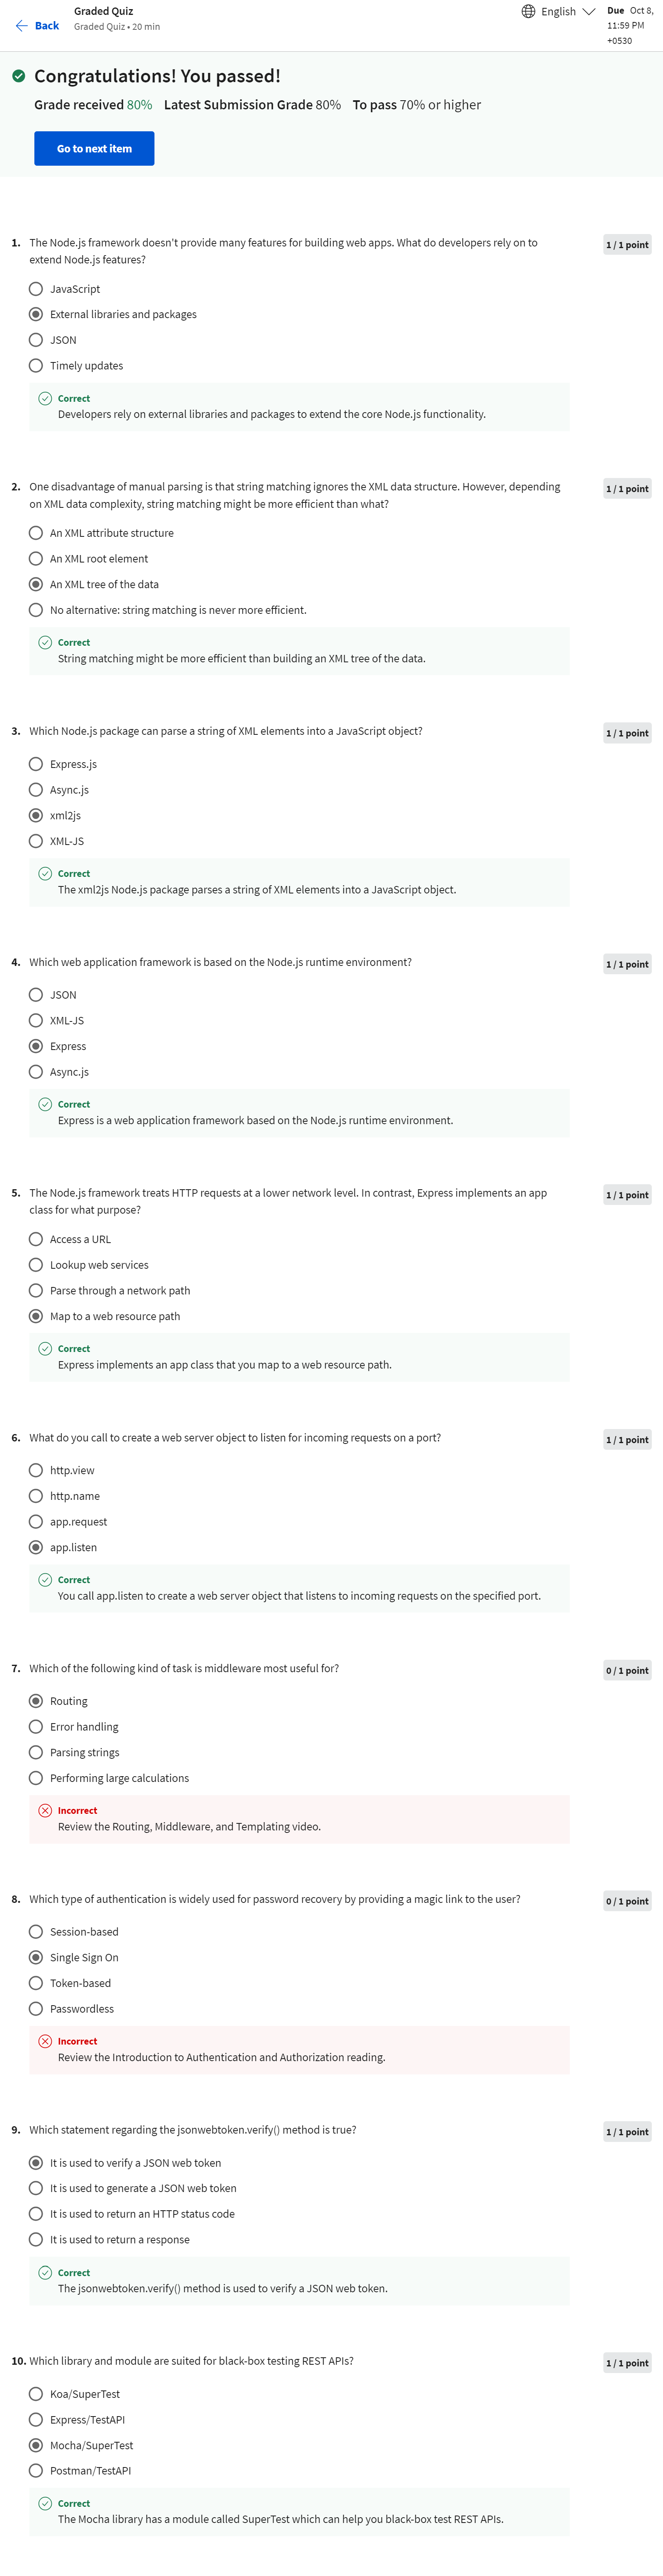 Back
Graded Quiz
Graded Quiz • 20 min
English
Due Oct 8,
11:59 PM
+0530
Congratulations! You passed!
Grade received 80% Latest Submission Grade 80% To pass 70% or higher
Go to next item
1. The Node.js framework doesn't provide many features for building web apps. What do developers rely on to
extend Node.js features?
1 / 1 point
JavaScript
External libraries and packages
JSON
Timely updates
Correct
Developers rely on external libraries and packages to extend the core Node.js functionality.
2. One disadvantage of manual parsing is that string matching ignores the XML data structure. However, depending
on XML data complexity, string matching might be more efficient than what?
1 / 1 point
An XML attribute structure
An XML root element
An XML tree of the data
No alternative: string matching is never more efficient.
Correct
String matching might be more efficient than building an XML tree of the data.
3. Which Node.js package can parse a string of XML elements into a JavaScript object?
1 / 1 point
Express.js
Async.js
xml2js
XML-JS
Correct
The xml2js Node.js package parses a string of XML elements into a JavaScript object.
4. Which web application framework is based on the Node.js runtime environment?
1 / 1 point
JSON
XML-JS
Express
Async.js
Correct
Express is a web application framework based on the Node.js runtime environment.
5. The Node.js framework treats HTTP requests at a lower network level. In contrast, Express implements an app
class for what purpose?
1 / 1 point
Access a URL
Lookup web services
Parse through a network path
Map to a web resource path
Correct
Express implements an app class that you map to a web resource path.
6. What do you call to create a web server object to listen for incoming requests on a port?
1 / 1 point
http.view
http.name
app.request
app.listen
Correct
You call app.listen to create a web server object that listens to incoming requests on the specified port.
7. Which of the following kind of task is middleware most useful for?
0 / 1 point
Routing
Error handling
Parsing strings
Performing large calculations
Incorrect
Review the Routing, Middleware, and Templating video.
8. Which type of authentication is widely used for password recovery by providing a magic link to the user?
0 / 1 point
Session-based
Single Sign On
Token-based
Passwordless
Incorrect
Review the Introduction to Authentication and Authorization reading.
9. Which statement regarding the jsonwebtoken.verify() method is true?
1 / 1 point
It is used to verify a JSON web token
It is used to generate a JSON web token
It is used to return an HTTP status code
It is used to return a response
Correct
The jsonwebtoken.verify() method is used to verify a JSON web token.
10. Which library and module are suited for black-box testing REST APIs?
1 / 1 point
Koa/SuperTest
Express/TestAPI
Mocha/SuperTest
Postman/TestAPI
Correct
The Mocha library has a module called SuperTest which can help you black-box test REST APIs.